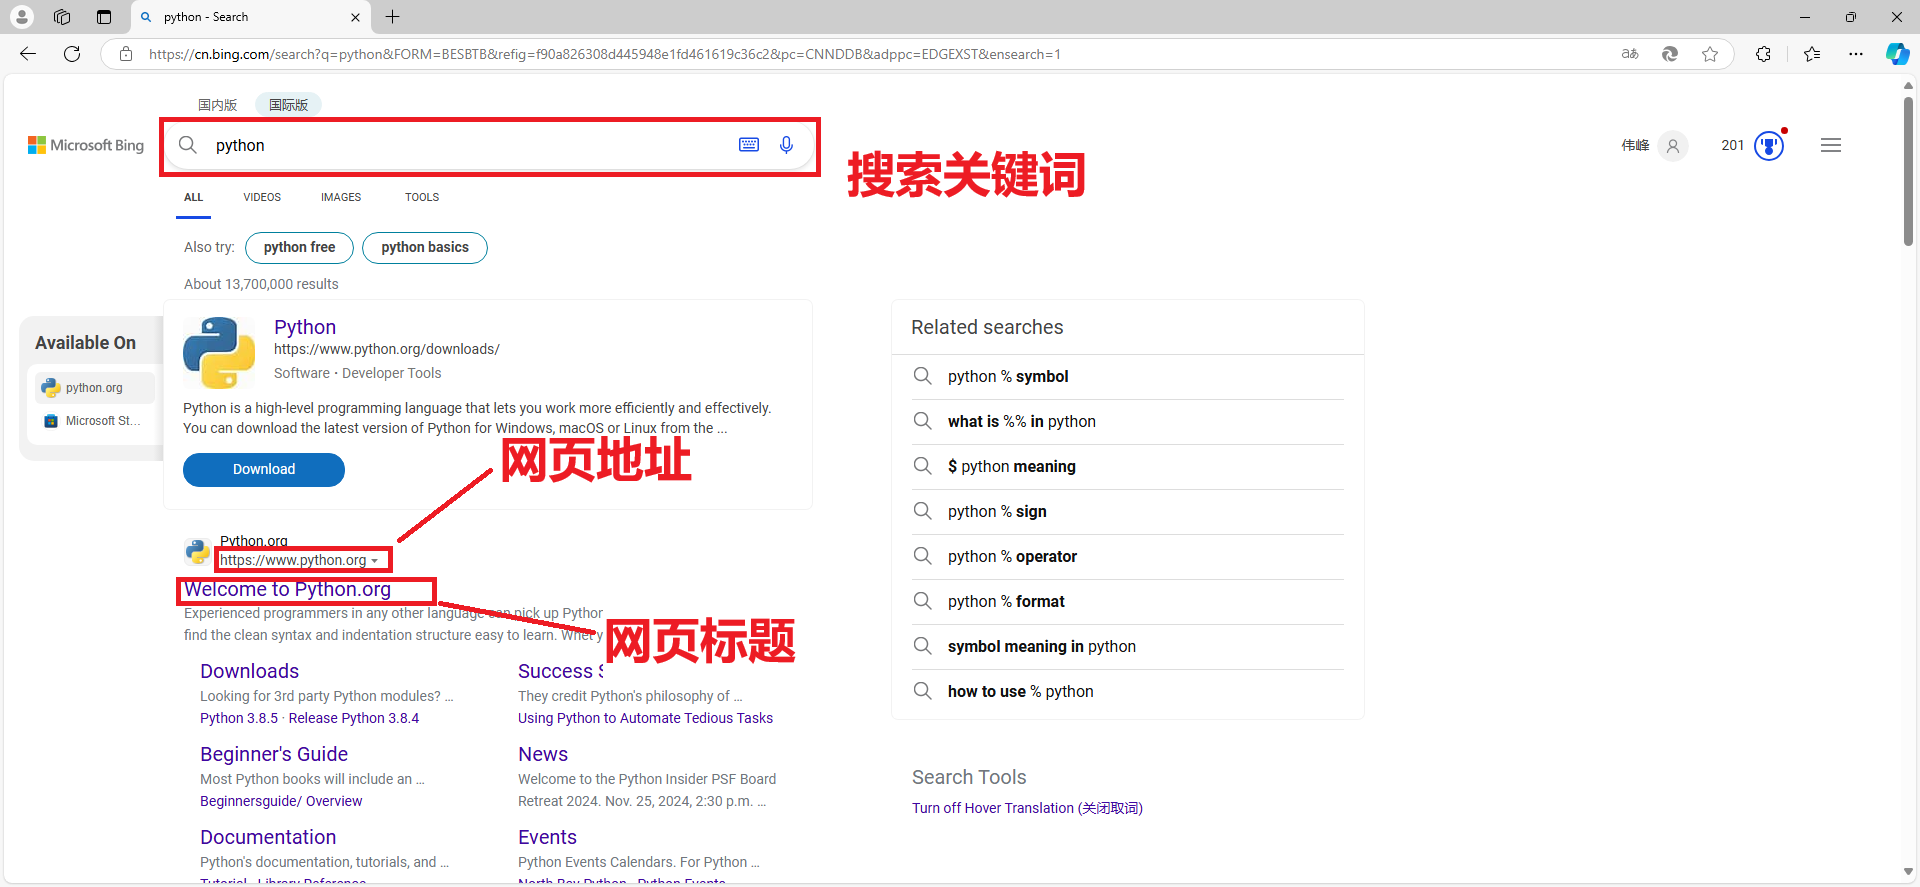 python - Search
https://cn.bing.com/search?q=python&FORM=BESBTB&refig=f90a826308d445948e1fd461619c36c2&pc=CNNDDB&adppc=EDGEXST&ensearch=1
国内版 国际版
Microsoft Bing
python
搜索关键词
伟峰
201
ALL VIDEOS IMAGES TOOLS
Also try: python free python basics
About 13,700,000 results
Available On
python.org
Microsoft St...
Python
https://www.python.org/downloads/
Software · Developer Tools
Python is a high-level programming language that lets you work more efficiently and effectively.
You can download the latest version of Python for Windows, macOS or Linux from the ...
Download
网页地址
Python.org
https://www.python.org
Welcome to Python.org
Experienced programmers in any other language can pick up Python
find the clean syntax and indentation structure easy to learn. Whet y
网页标题
Downloads
Looking for 3rd party Python modules? ...
Python 3.8.5 · Release Python 3.8.4
Success S
They credit Python's philosophy of ...
Using Python to Automate Tedious Tasks
Beginner's Guide
Most Python books will include an ...
Beginnersguide/ Overview
News
Welcome to the Python Insider PSF Board
Retreat 2024. Nov. 25, 2024, 2:30 p.m. ...
Documentation
Python's documentation, tutorials, and ...
Tutorial · Library Reference
Events
Python Events Calendars. For Python ...
North Bay Python · Python Events
Related searches
python % symbol
what is %% in python
$ python meaning
python % sign
python % operator
python % format
symbol meaning in python
how to use % python
Search Tools
Turn off Hover Translation (关闭取词)